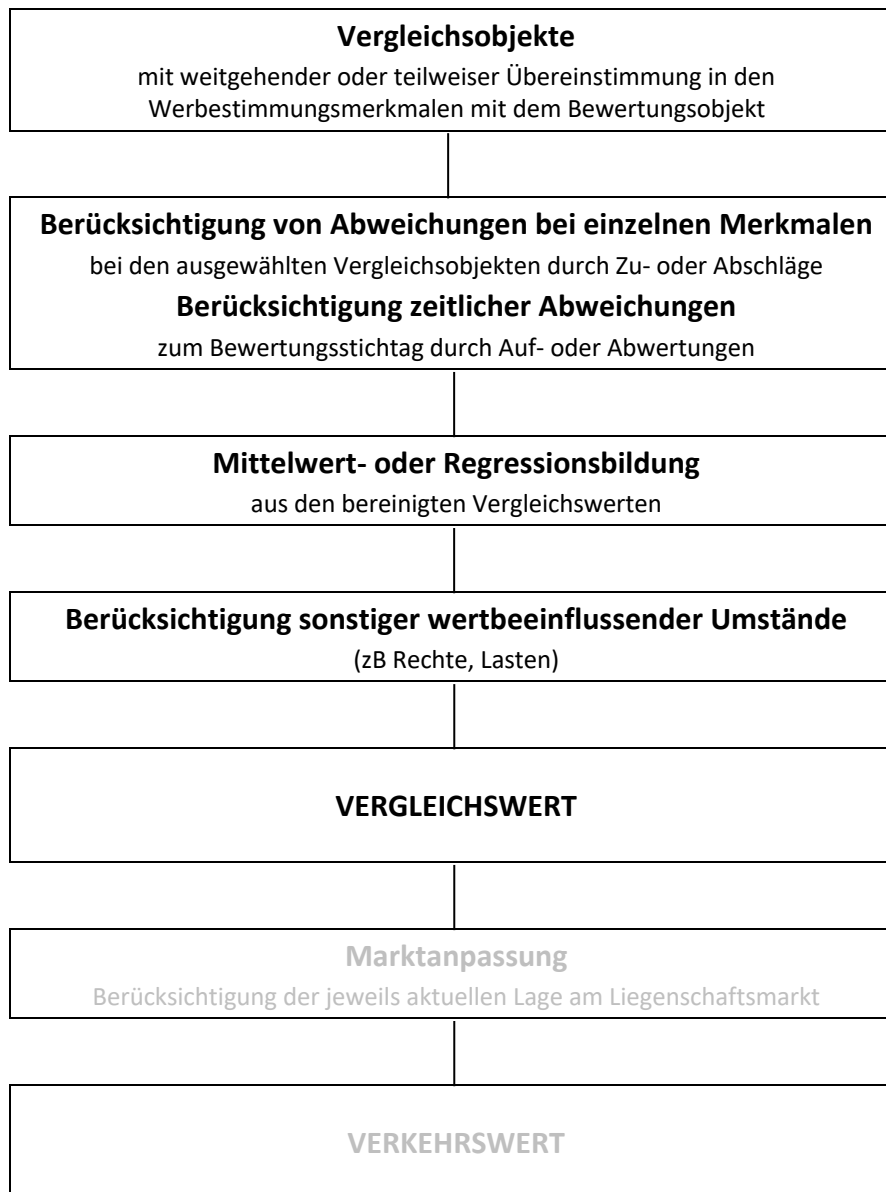 Vergleichsobjekte
mit weitgehender oder teilweiser Übereinstimmung in den
Werbestimmungsmerkmalen mit dem Bewertungsobjekt
Berücksichtigung von Abweichungen bei einzelnen Merkmalen
bei den ausgewählten Vergleichsobjekten durch Zu- oder Abschläge
Berücksichtigung zeitlicher Abweichungen
zum Bewertungsstichtag durch Auf- oder Abwertungen
Mittelwert- oder Regressionsbildung
aus den bereinigten Vergleichswerten
Berücksichtigung sonstiger wertbeeinflussender Umstände
(zB Rechte, Lasten)
VERGLEICHSWERT
Marktanpassung
Berücksichtigung der jeweils aktuellen Lage am Liegenschaftsmarkt
VERKEHRSWERT